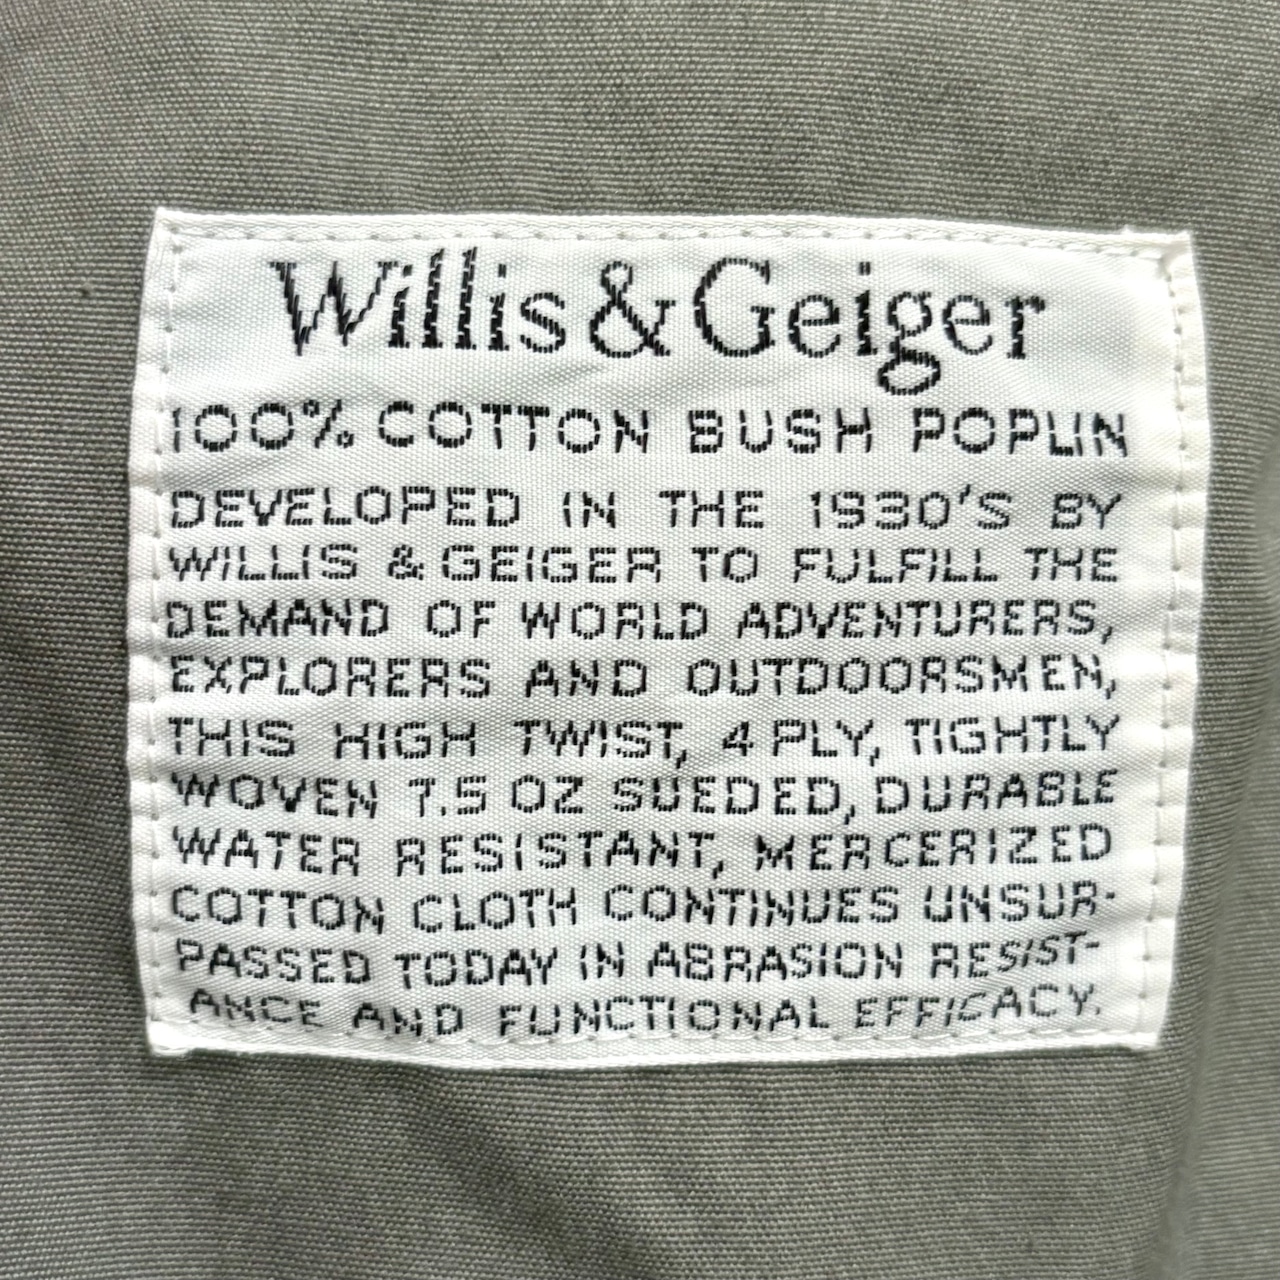 Willis & Geiger
100% COTTON BUSH POPLIN
DEVELOPED IN THE 1930'S BY
WILLIS & GEIGER TO FULFILL THE
DEMAND OF WORLD ADVENTURERS,
EXPLORERS AND OUTDOORSMEN,
THIS HIGH TWIST, 4 PLY, TIGHTLY
WOVEN 7.5 OZ SUEDED, DURABLE
WATER RESISTANT, MERCERIZED
COTTON CLOTH CONTINUES UNSUR-
PASSED TODAY IN ABRASION RESIST-
ANCE AND FUNCTIONAL EFFICACY.